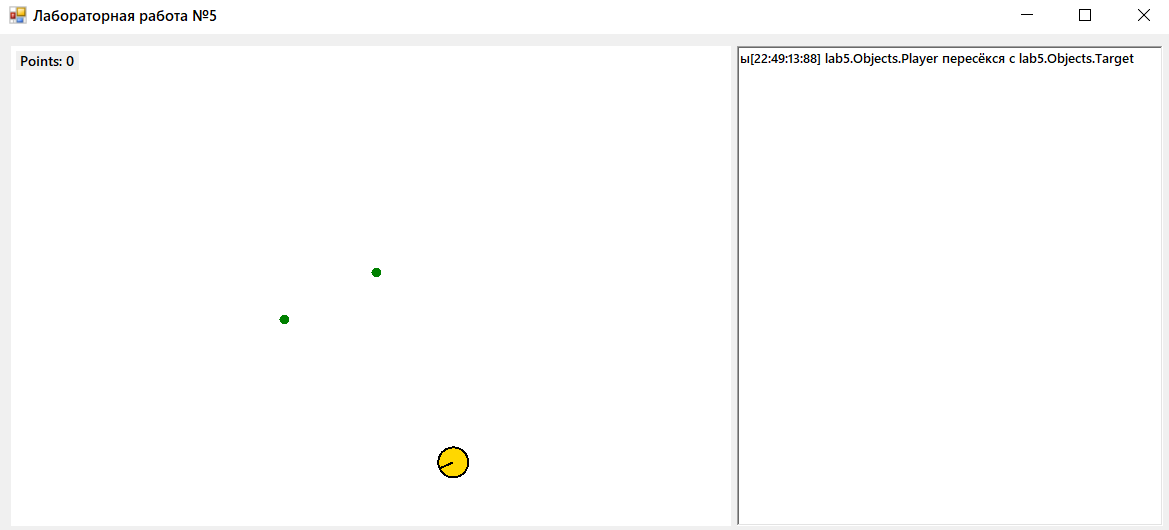 Лабораторная работа №5
Points: 0
ы[22:49:13:88] lab5.Objects.Player пересёкся с lab5.Objects.Target